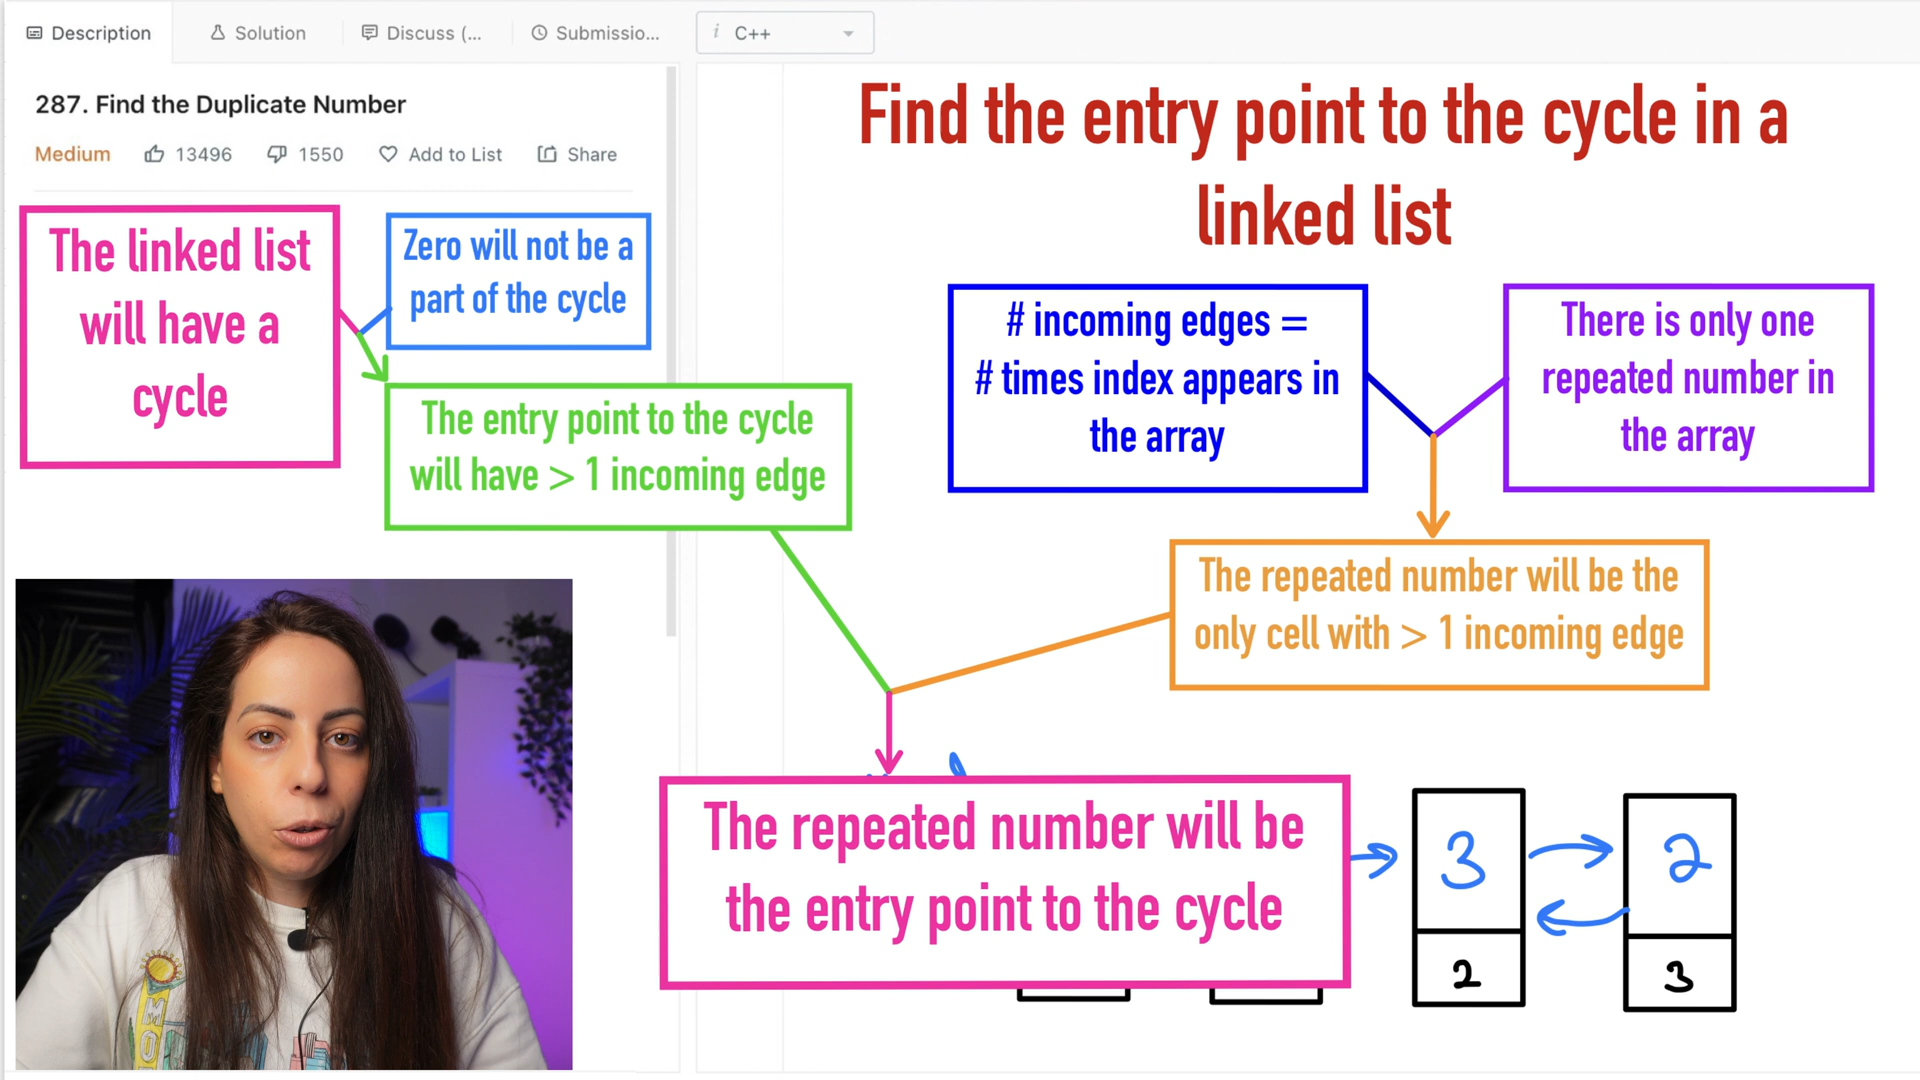 Description
Solution
Discuss (...
Submissio...
i C++
287. Find the Duplicate Number
Medium 13496 1550 Add to List Share
Find the entry point to the cycle in a
linked list
The linked list
will have a
cycle
Zero will not be a
part of the cycle
The entry point to the cycle
will have > 1 incoming edge
# incoming edges =
# times index appears in
the array
There is only one
repeated number in
the array
The repeated number will be the
only cell with > 1 incoming edge
The repeated number will be
the entry point to the cycle
3
2
2
3